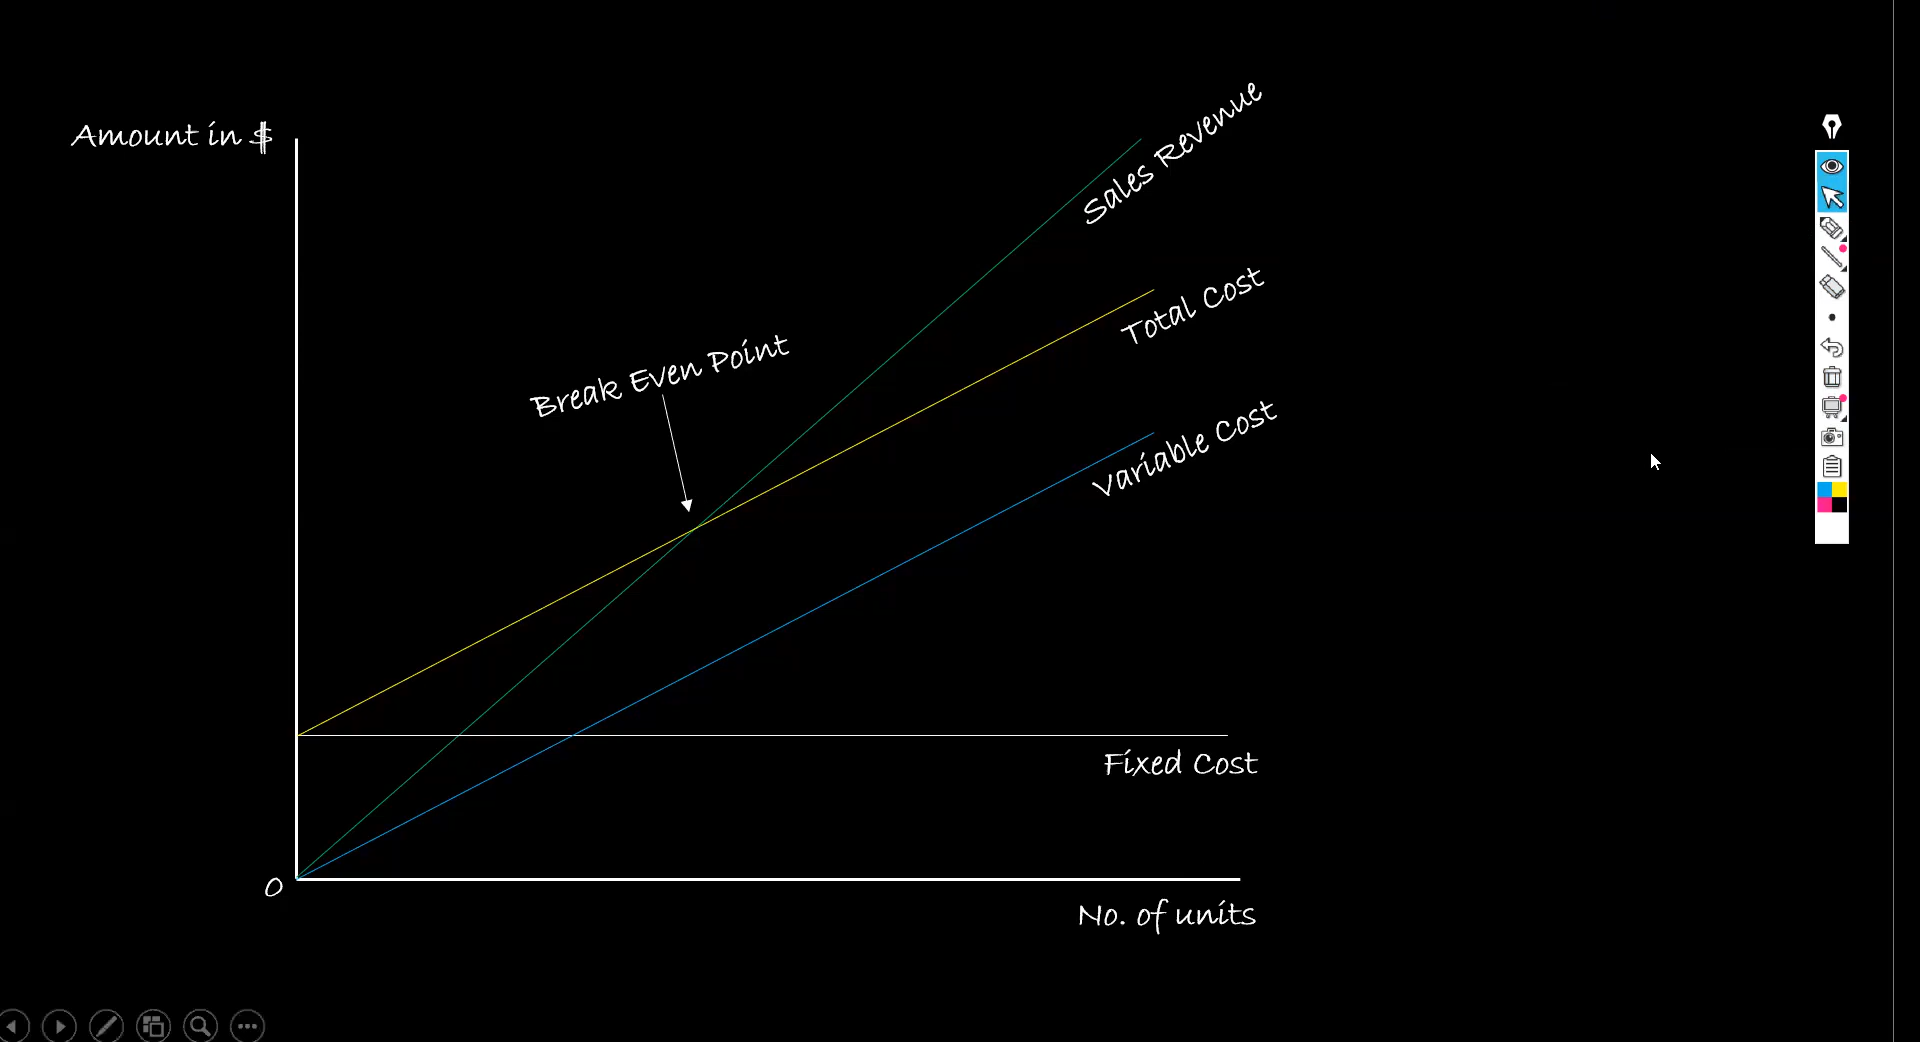 Amount in $
Sales Revenue
Total Cost
Break Even Point
Variable Cost
Fixed Cost
0
No. of units